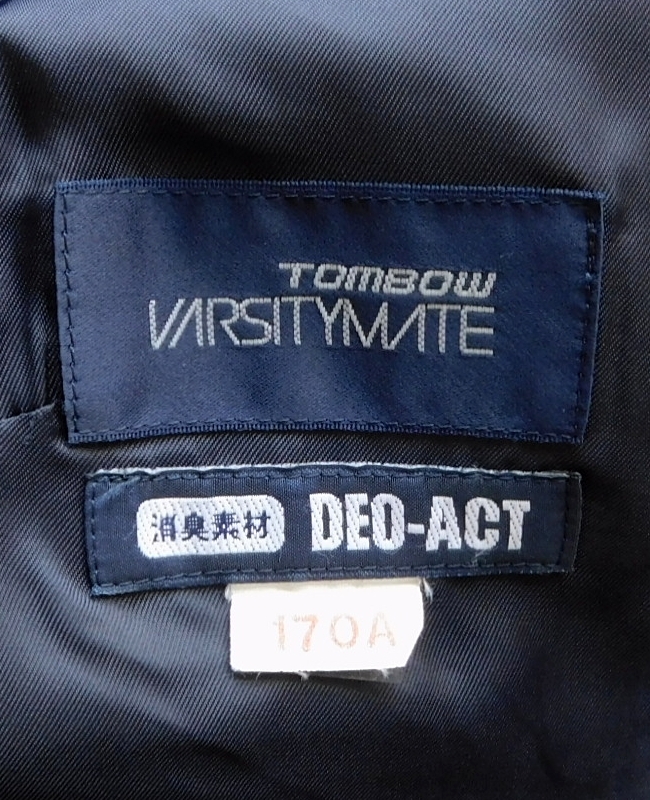 TOMBOW
VARSITYMATE
消臭素材 DEO-ACT
170A